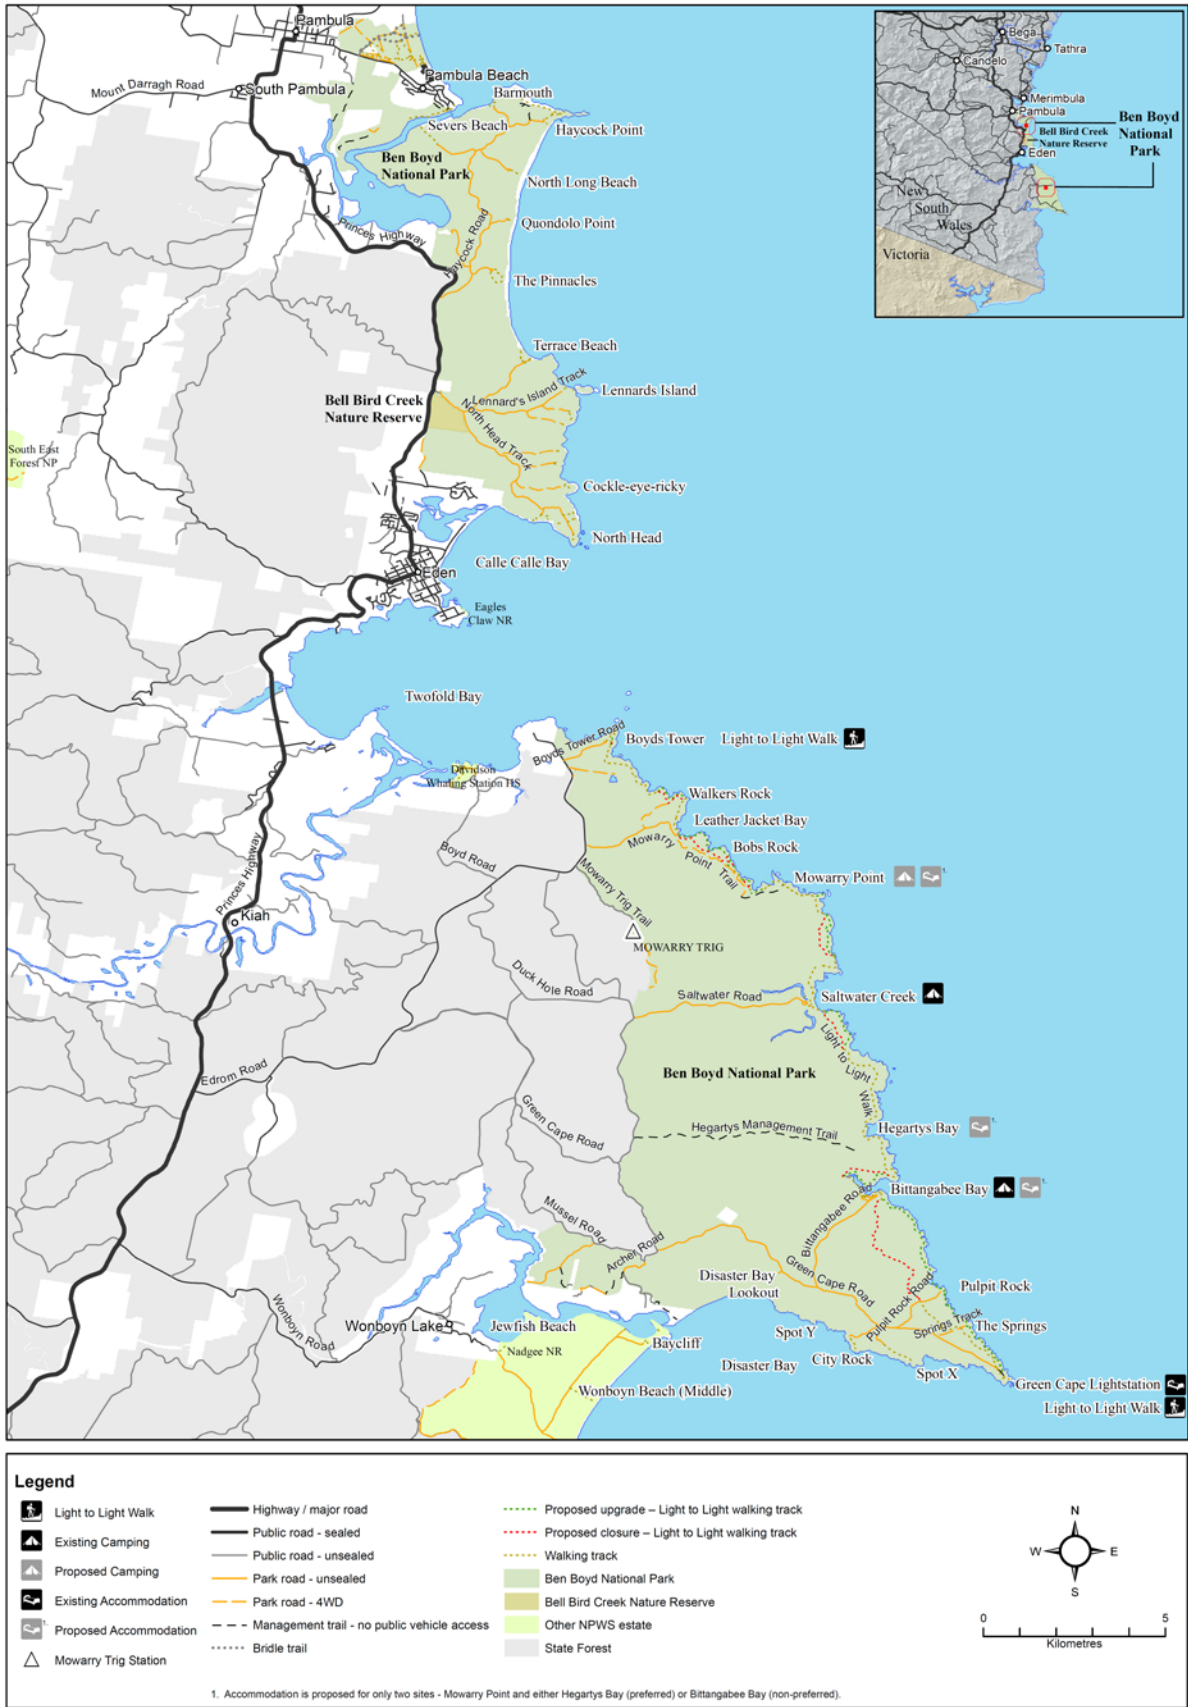 Pambula
Mount Darragh Road
South Pambula
Pambula Beach
Barmouth
Severs Beach
Haycock Point
Ben Boyd
National Park
North Long Beach
Quondolo Point
Princes Highway
Haycock Road
The Pinnacles
Terrace Beach
Lennard's Island Track
Lennards Island
Bell Bird Creek
Nature Reserve
North Head Track
South East
Forest NP
Cockle-eye-ricky
North Head
Calle Calle Bay
Eden
Eagles
Claw NR
Twofold Bay
Boyds Tower Road
Boyds Tower
Light to Light Walk
Davidson
Whaling Station HS
Walkers Rock
Leather Jacket Bay
Bobs Rock
Mowarry Point Trail
Mowarry Point
1.
Boyd Road
Mowarry Trig Trail
Princes Highway
Kiah
MOWARRY TRIG
Duck Hole Road
Saltwater Road
Saltwater Creek
Light to Light Walk
Edrom Road
Ben Boyd National Park
Green Cape Road
Hegartys Management Trail
Hegartys Bay
1.
Bittangabee Bay
1.
Bittangabee Road
Mussel Road
Archer Road
Disaster Bay
Lookout
Green Cape Road
Pulpit Rock Road
Pulpit Rock
Springs Track
The Springs
Wonboyn Road
Wonboyn Lake
Jewfish Beach
Nadgee NR
Baycliff
Spot Y
City Rock
Disaster Bay
Spot X
Wonboyn Beach (Middle)
Green Cape Lightstation
Light to Light Walk
Bega
Tathra
Candelo
Merimbula
Pambula
Ben Boyd
National
Park
Bell Bird Creek
Nature Reserve
Eden
New
South
Wales
Victoria
Legend
Light to Light Walk
Existing Camping
Proposed Camping
Existing Accommodation
1.
Proposed Accommodation
Mowarry Trig Station
Highway / major road
Public road - sealed
Public road - unsealed
Park road - unsealed
Park road - 4WD
Management trail - no public vehicle access
Bridle trail
Proposed upgrade – Light to Light walking track
Proposed closure – Light to Light walking track
Walking track
Ben Boyd National Park
Bell Bird Creek Nature Reserve
Other NPWS estate
State Forest
N
W
E
S
0
5
Kilometres
1. Accommodation is proposed for only two sites - Mowarry Point and either Hegartys Bay (preferred) or Bittangabee Bay (non-preferred).